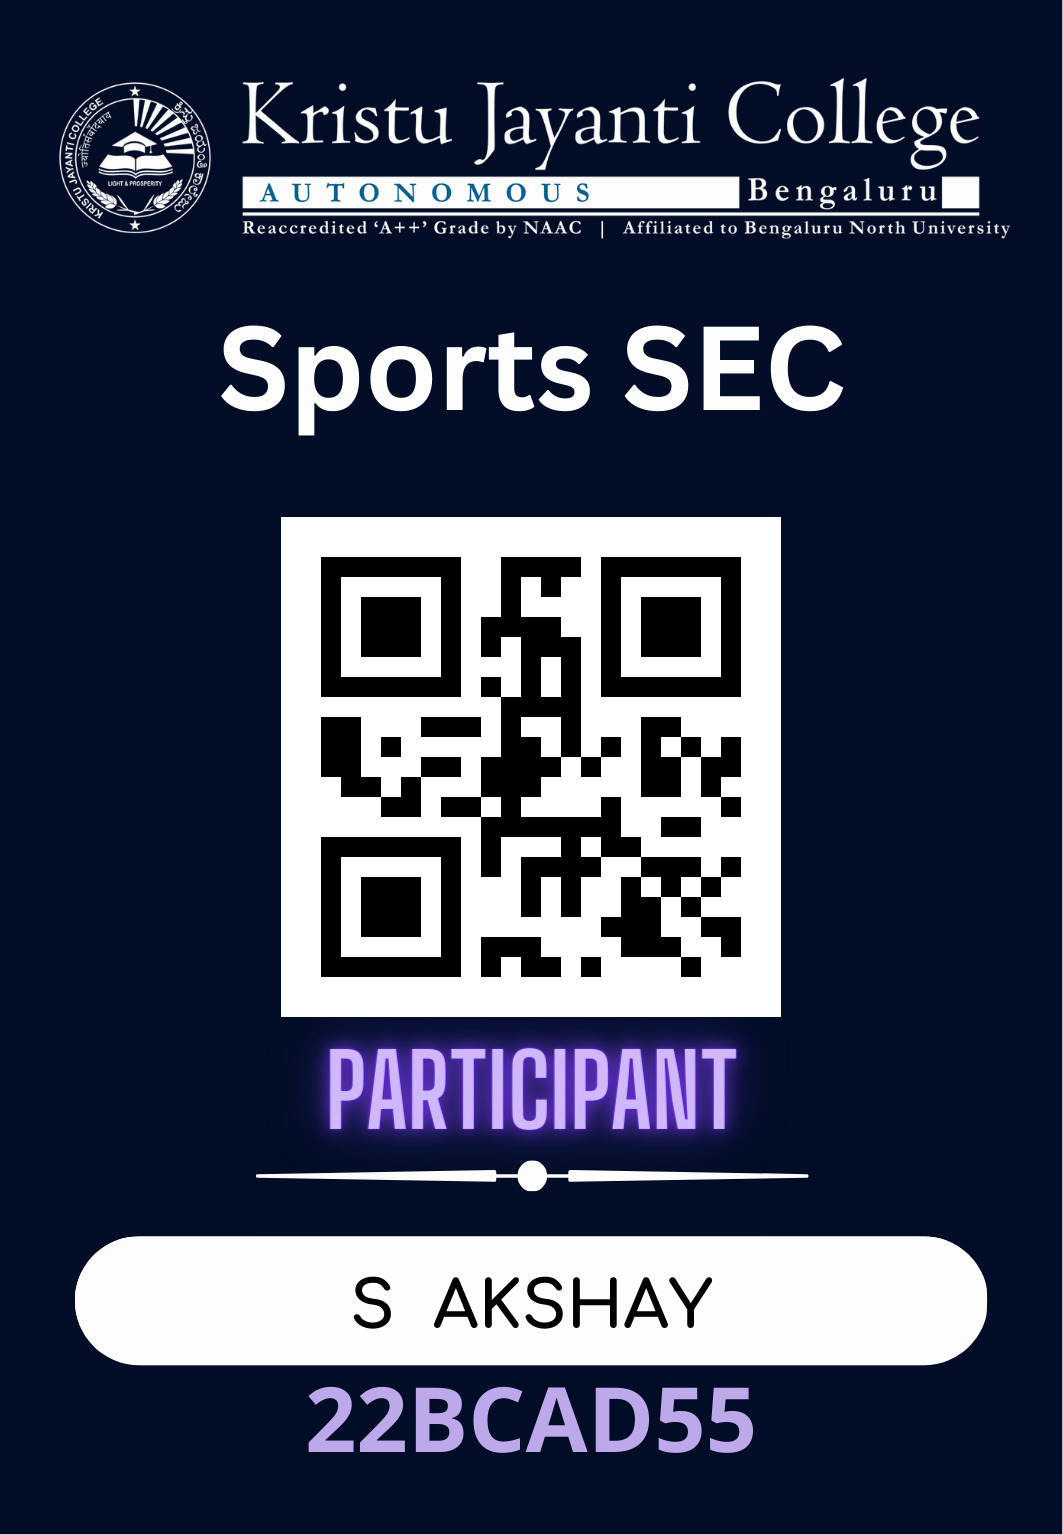 KRISTU JAYANTI COLLEGE
LIGHT & PROSPERITY
Kristu Jayanti College
AUTONOMOUS Bengaluru
Reaccredited ‘A++’ Grade by NAAC | Affiliated to Bengaluru North University
Sports SEC
PARTICIPANT
S AKSHAY
22BCAD55